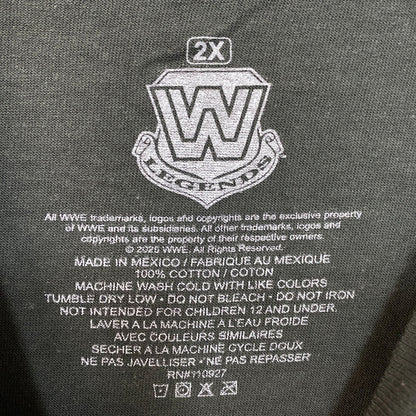 2X
W
LEGENDS
All WWE trademarks, logos and copyrights are the exclusive property
of WWE and its subsidiaries. All other trademarks, logos and
copyrights are the property of their respective owners.
© 2025 WWE. All Rights Reserved.
MADE IN MEXICO / FABRIQUE AU MEXIQUE
100% COTTON / COTON
MACHINE WASH COLD WITH LIKE COLORS
TUMBLE DRY LOW • DO NOT BLEACH • DO NOT IRON
NOT INTENDED FOR CHILDREN 12 AND UNDER.
LAVER A LA MACHINE A L'EAU FROIDE
AVEC COULEURS SIMILAIRES
SECHER A LA MACHINE CYCLE DOUX
NE PAS JAVELLISER • NE PAS REPASSER
RN#110927